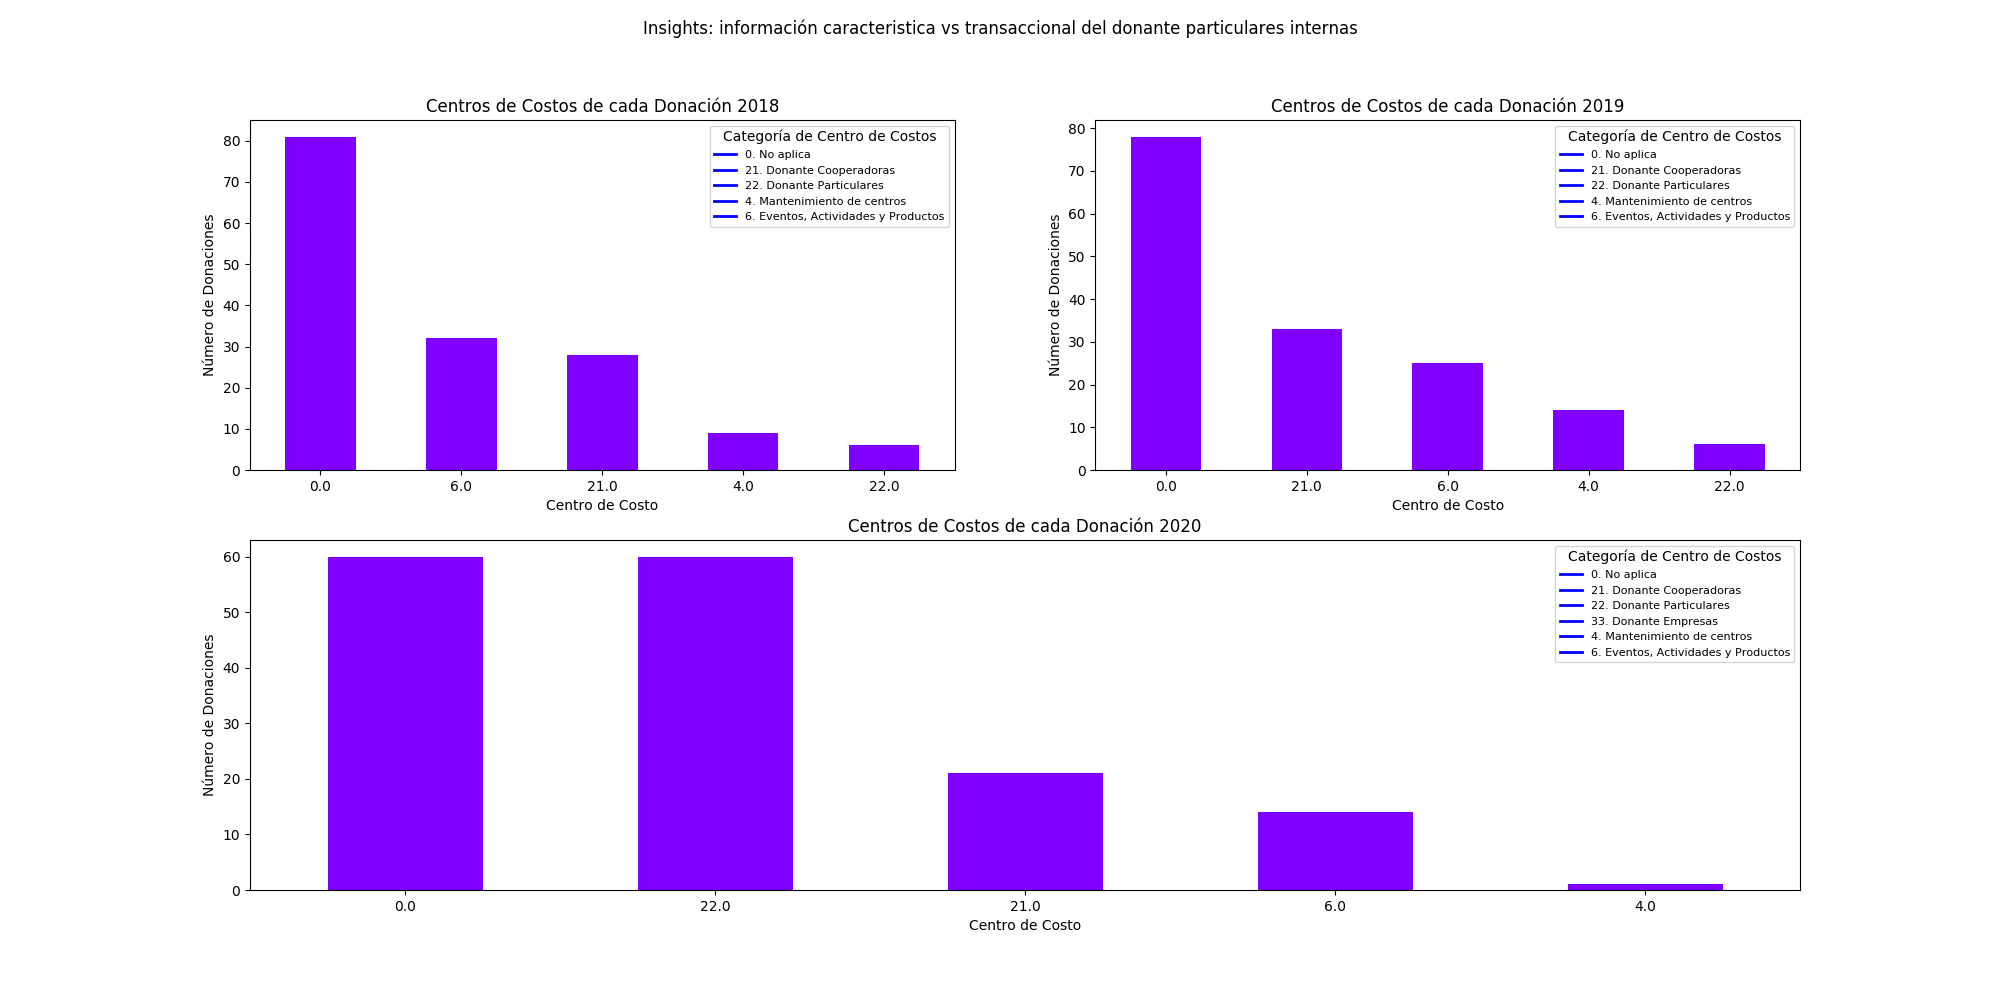 Insights: información caracteristica vs transaccional del donante particulares internas
Centros de Costos de cada Donación 2018
Número de Donaciones
80
70
60
50
40
30
20
10
0
Categoría de Centro de Costos
0. No aplica
21. Donante Cooperadoras
22. Donante Particulares
4. Mantenimiento de centros
6. Eventos, Actividades y Productos
0.0 6.0 21.0 4.0 22.0
Centro de Costo
Centros de Costos de cada Donación 2019
Número de Donaciones
80
70
60
50
40
30
20
10
0
Categoría de Centro de Costos
0. No aplica
21. Donante Cooperadoras
22. Donante Particulares
4. Mantenimiento de centros
6. Eventos, Actividades y Productos
0.0 21.0 6.0 4.0 22.0
Centro de Costo
Centros de Costos de cada Donación 2020
Número de Donaciones
60
50
40
30
20
10
0
Categoría de Centro de Costos
0. No aplica
21. Donante Cooperadoras
22. Donante Particulares
33. Donante Empresas
4. Mantenimiento de centros
6. Eventos, Actividades y Productos
0.0 22.0 21.0 6.0 4.0
Centro de Costo